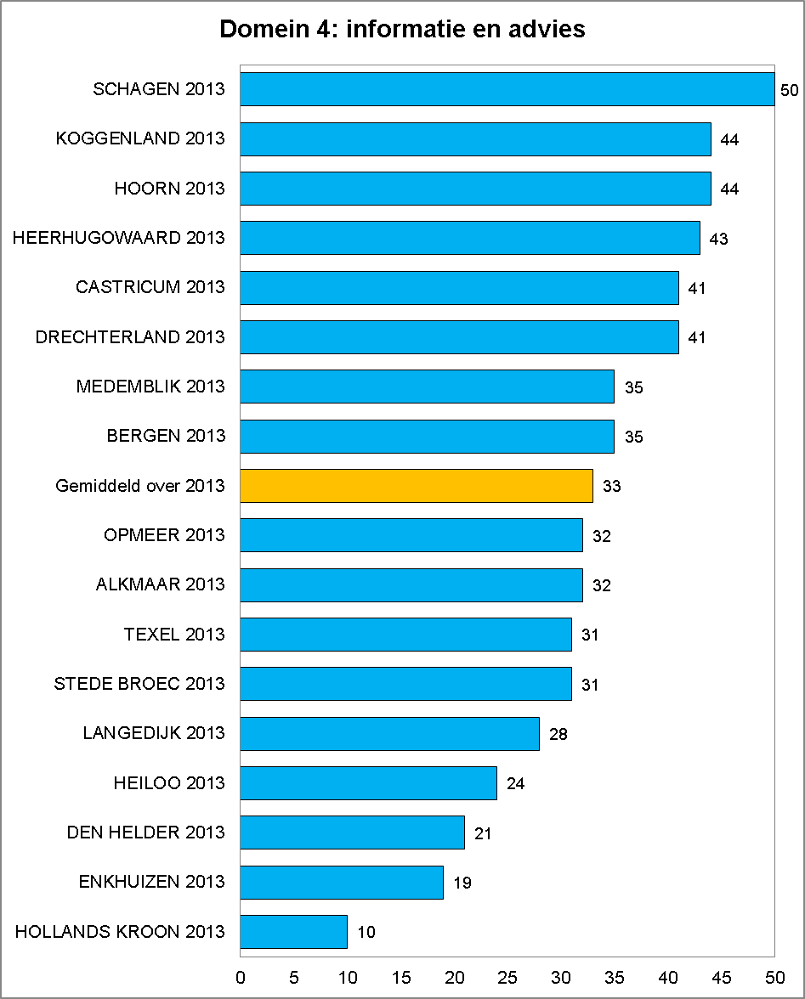 Domein 4: informatie en advies
SCHAGEN 2013 50
KOGGENLAND 2013 44
HOORN 2013 44
HEERHUGOWAARD 2013 43
CASTRICUM 2013 41
DRECHTERLAND 2013 41
MEDEMBLIK 2013 35
BERGEN 2013 35
Gemiddeld over 2013 33
OPMEER 2013 32
ALKMAAR 2013 32
TEXEL 2013 31
STEDE BROEC 2013 31
LANGEDIJK 2013 28
HEILOO 2013 24
DEN HELDER 2013 21
ENKHUIZEN 2013 19
HOLLANDS KROON 2013 10
0 5 10 15 20 25 30 35 40 45 50